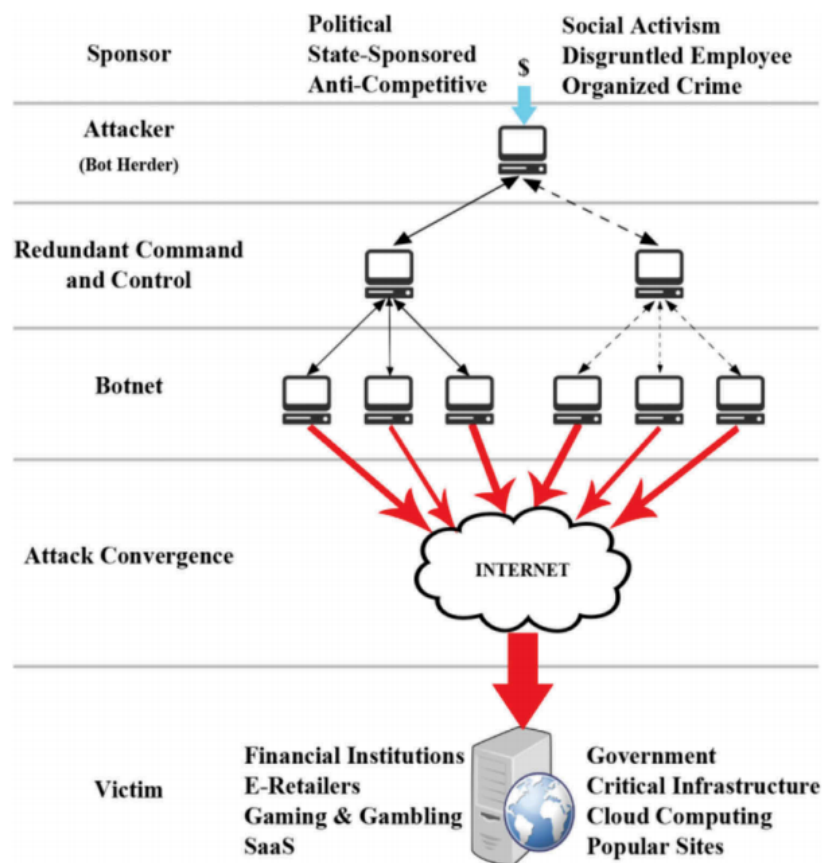 Sponsor
Political
State-Sponsored
Anti-Competitive
$
Social Activism
Disgruntled Employee
Organized Crime
Attacker
(Bot Herder)
Redundant Command
and Control
Botnet
Attack Convergence
INTERNET
Victim
Financial Institutions
E-Retailers
Gaming & Gambling
SaaS
Government
Critical Infrastructure
Cloud Computing
Popular Sites